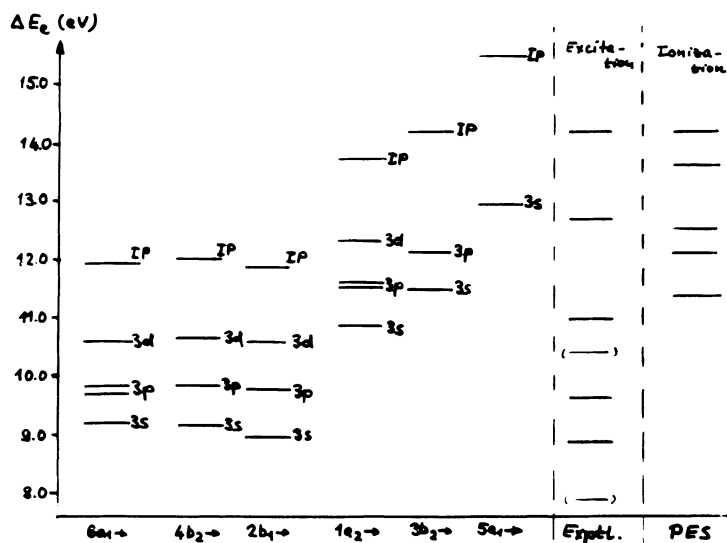 ΔEe (eV)
Excita-
tion
Ioniza-
tion
15.0
14.0
13.0
12.0
11.0
10.0
9.0
8.0
IP
3d
3p
3s
IP
3d
3p
3s
IP
3d
3p
3s
IP
3d
3p
3s
IP
3p
3s
IP
3s
6a1→ 4b2→ 2b1→ 1a2→ 3b2→ 5a1→ Exptl. PES